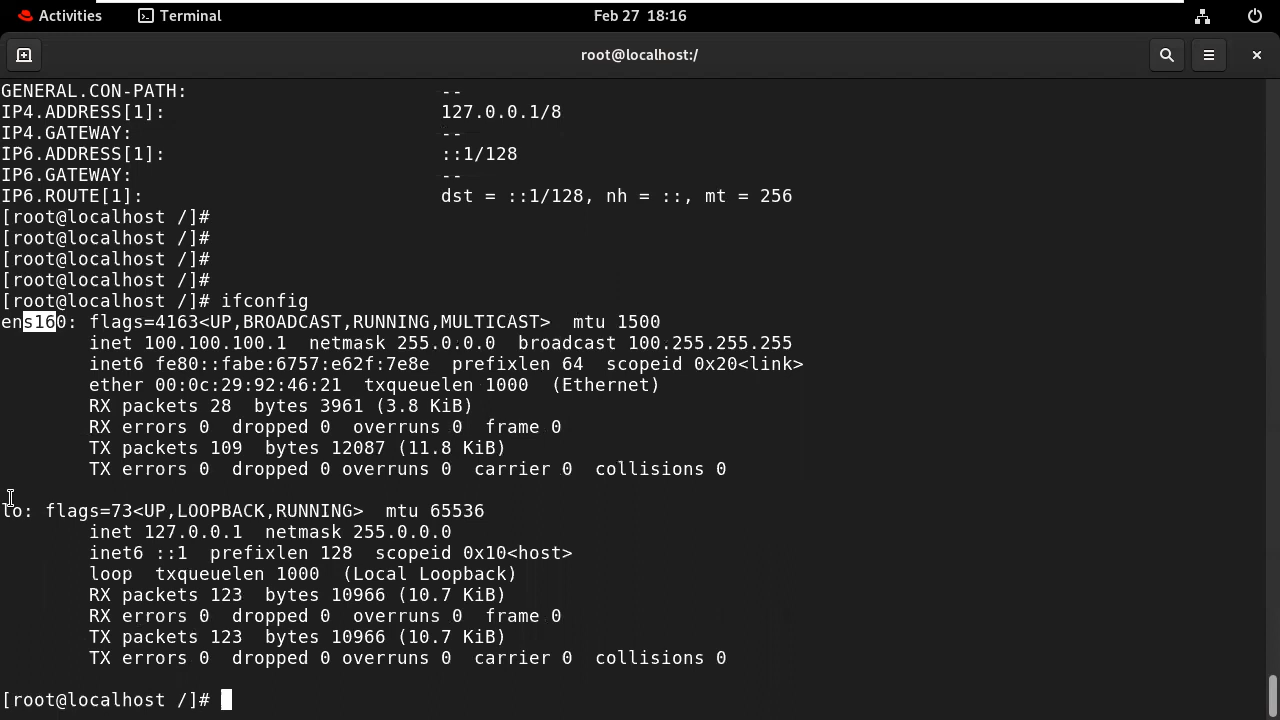 Activities Terminal Feb 27 18:16
root@localhost:/
GENERAL.CON-PATH: --
IP4.ADDRESS[1]: 127.0.0.1/8
IP4.GATEWAY: --
IP6.ADDRESS[1]: ::1/128
IP6.GATEWAY: --
IP6.ROUTE[1]: dst = ::1/128, nh = ::, mt = 256
[root@localhost /]#
[root@localhost /]#
[root@localhost /]#
[root@localhost /]#
[root@localhost /]# ifconfig
ens160: flags=4163<UP,BROADCAST,RUNNING,MULTICAST>  mtu 1500
        inet 100.100.100.1  netmask 255.0.0.0  broadcast 100.255.255.255
        inet6 fe80::fabe:6757:e62f:7e8e  prefixlen 64  scopeid 0x20<link>
        ether 00:0c:29:92:46:21  txqueuelen 1000  (Ethernet)
        RX packets 28  bytes 3961 (3.8 KiB)
        RX errors 0  dropped 0  overruns 0  frame 0
        TX packets 109  bytes 12087 (11.8 KiB)
        TX errors 0  dropped 0 overruns 0  carrier 0  collisions 0
lo: flags=73<UP,LOOPBACK,RUNNING>  mtu 65536
        inet 127.0.0.1  netmask 255.0.0.0
        inet6 ::1  prefixlen 128  scopeid 0x10<host>
        loop  txqueuelen 1000  (Local Loopback)
        RX packets 123  bytes 10966 (10.7 KiB)
        RX errors 0  dropped 0  overruns 0  frame 0
        TX packets 123  bytes 10966 (10.7 KiB)
        TX errors 0  dropped 0 overruns 0  carrier 0  collisions 0
[root@localhost /]#